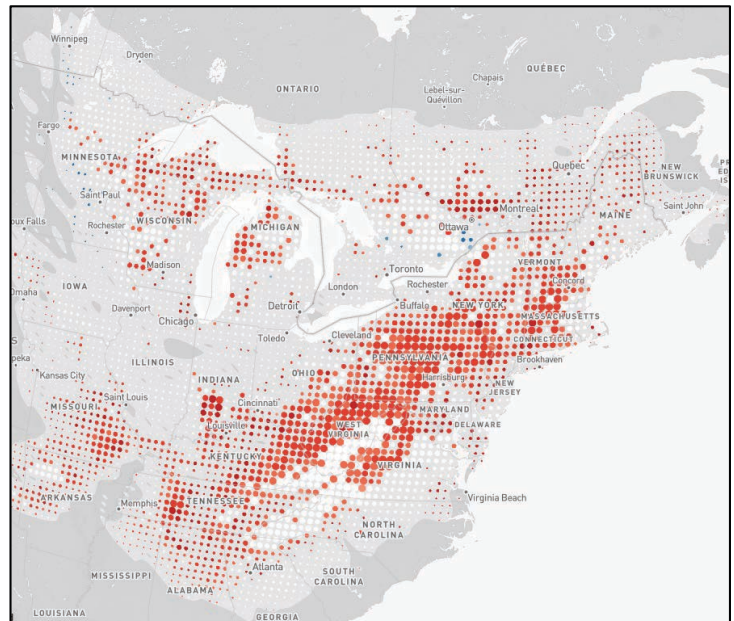 Winnipeg
Dryden
Chapais
QUÉBEC
ONTARIO
Lebel-sur-
Quévillon
Fargo
MINNESOTA
Quebec
NEW
BRUNSWICK
Saint Paul
Montreal
Saint John
oux Falls
Ottawa
MAINE
WISCONSIN
Rochester
MICHIGAN
VERMONT
Madison
Toronto
Concord
London
Rochester
IOWA
Buffalo
NEW YORK
Omaha
Detroit
MASSACHUSETTS
Davenport
Chicago
CONNECTICUT
Toledo
Cleveland
Brookhaven
PENNSYLVANIA
ILLINOIS
OHIO
Harrisburg
NEW
JERSEY
peka
Kansas City
INDIANA
Saint Louis
Cincinnati
MARYLAND
MISSOURI
DELAWARE
Louisville
WEST
VIRGINIA
KENTUCKY
VIRGINIA
ARKANSAS
Memphis
TENNESSEE
Virginia Beach
NORTH
CAROLINA
Atlanta
MISSISSIPPI
SOUTH
CAROLINA
ALABAMA
LOUISIANA
GEORGIA